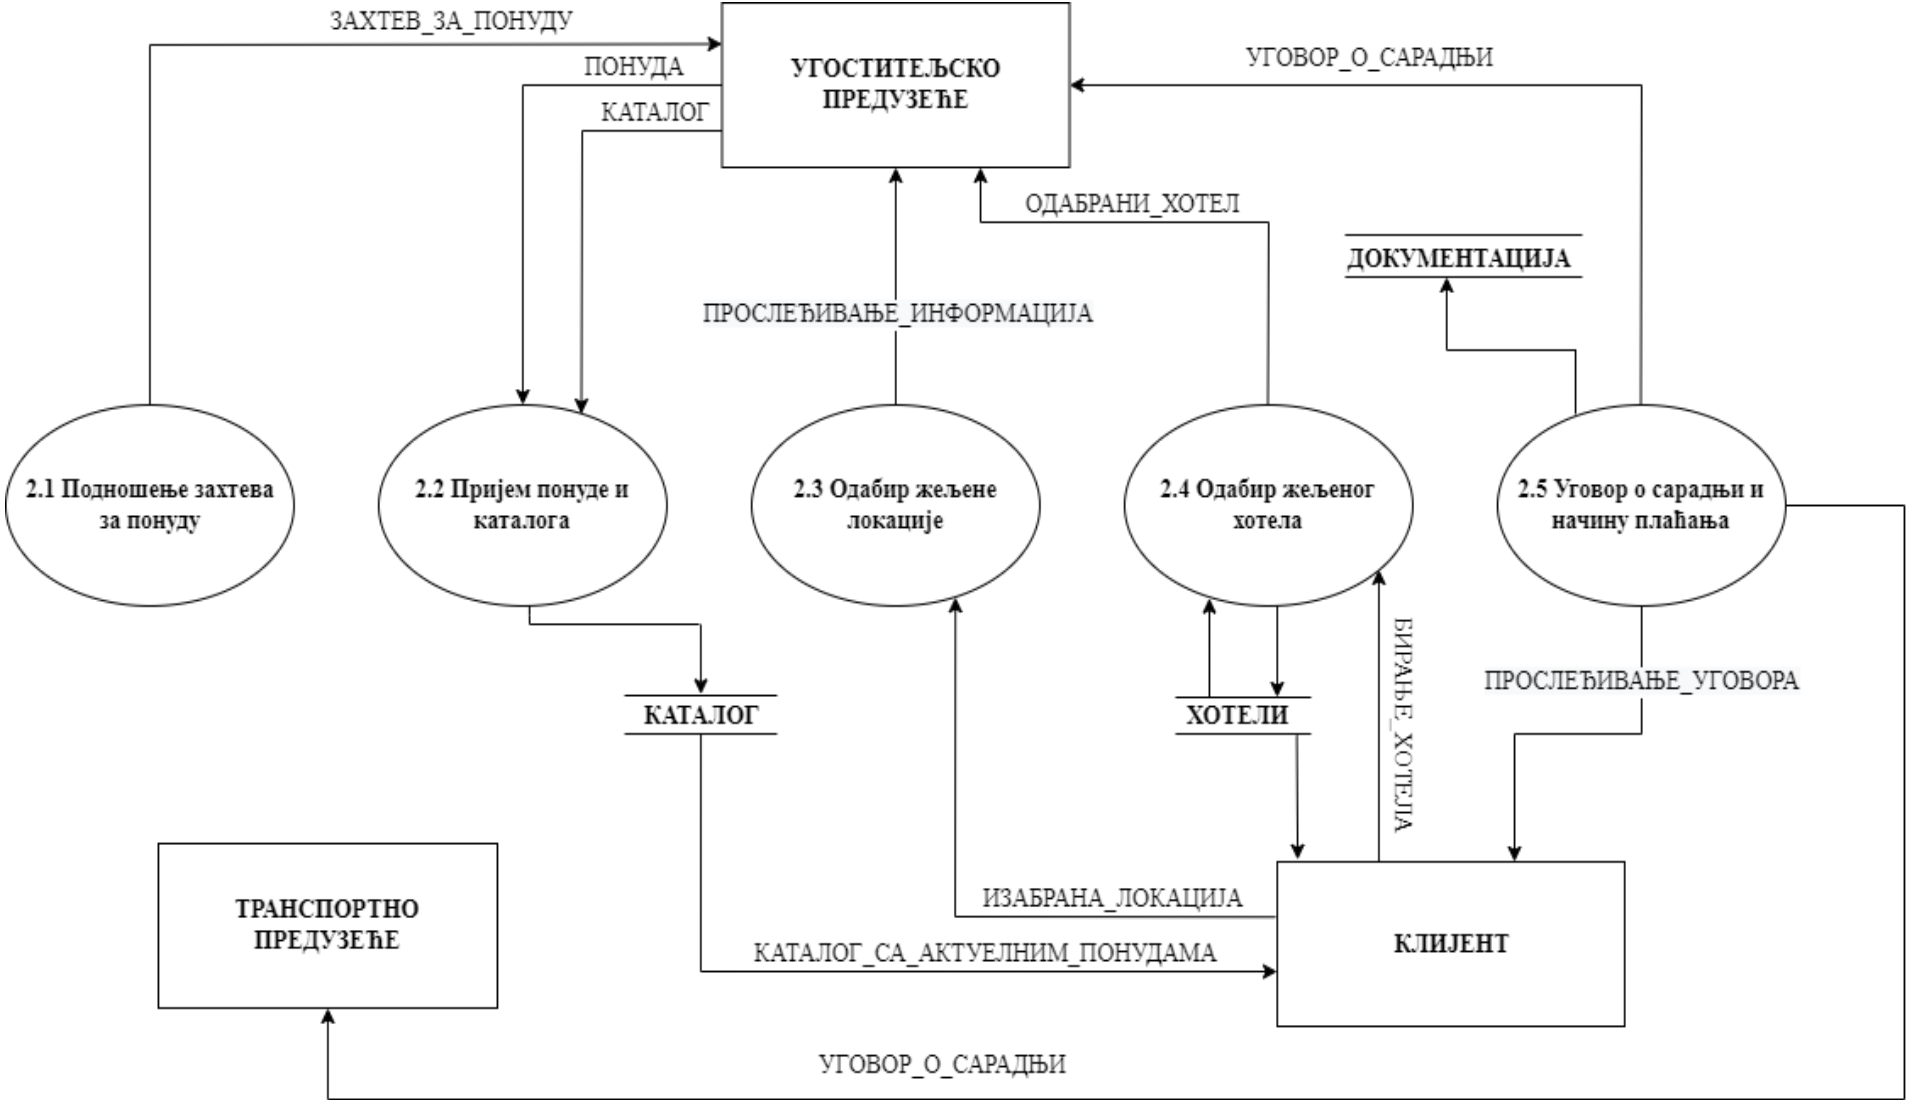 ЗАХТЕВ_ЗА_ПОНУДУ
ПОНУДА
КАТАЛОГ
УГОСТИТЕЉСКО
ПРЕДУЗЕЋЕ
УГОВОР_О_САРАДЊИ
ОДАБРАНИ_ХОТЕЛ
ДОКУМЕНТАЦИЈА
ПРОСЛЕЂИВАЊЕ_ИНФОРМАЦИЈА
2.1 Подношење захтева
за понуду
2.2 Пријем понуде и
каталога
2.3 Одабир жељене
локације
2.4 Одабир жељеног
хотела
2.5 Уговор о сарадњи и
начину плаћања
БИРАЊЕ_ХОТЕЛА
ПРОСЛЕЂИВАЊЕ_УГОВОРА
КАТАЛОГ
ХОТЕЛИ
ТРАНСПОРТНО
ПРЕДУЗЕЋЕ
ИЗАБРАНА_ЛОКАЦИЈА
КАТАЛОГ_СА_АКТУЕЛНИМ_ПОНУДАМА
КЛИЈЕНТ
УГОВОР_О_САРАДЊИ